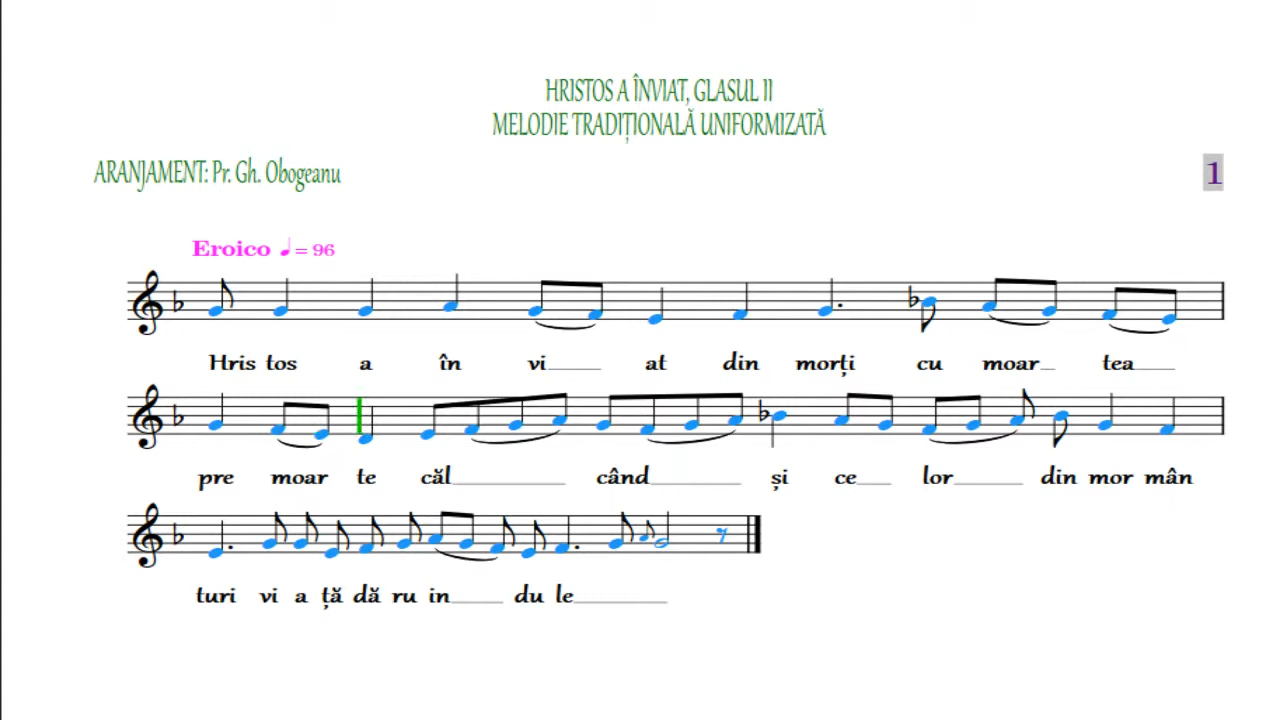 HRISTOS A ÎNVIAT, GLASUL II
MELODIE TRADIȚIONALĂ UNIFORMIZATĂ
ARANJAMENT: Pr. Gh. Obogeanu
1
Eroico ♩ = 96
Hris tos a în vi at din morți cu moar tea
pre moar te căl când și ce lor din mor mân
turi vi a ță dă ru in du le